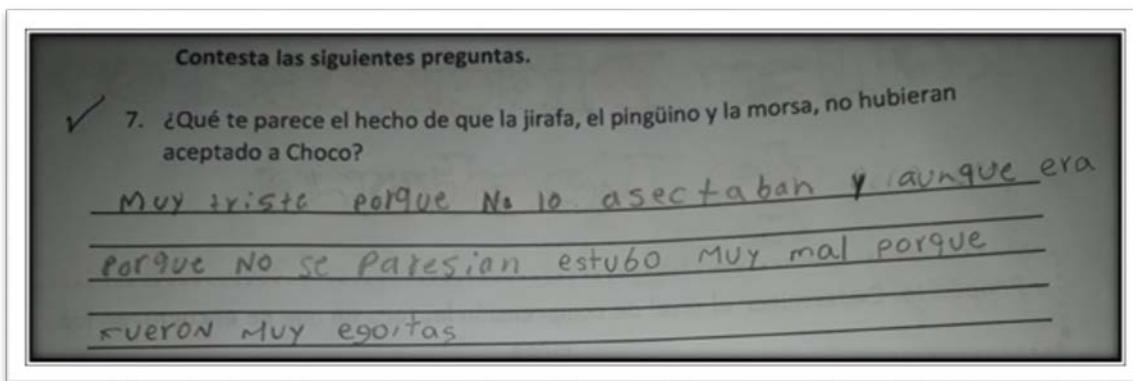 Contesta las siguientes preguntas.
7. ¿Qué te parece el hecho de que la jirafa, el pingüino y la morsa, no hubieran
aceptado a Choco?
Muy triste porque No lo asectaban y aunque era
Porque NO se Paresian estubo MUY mal porque
FUERON MUY egoitas